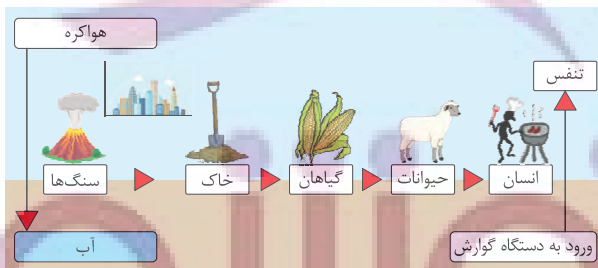 هواکره
تنفس
سنگ‌ها
خاک
گیاهان
حیوانات
انسان
آب
ورود به دستگاه گوارش